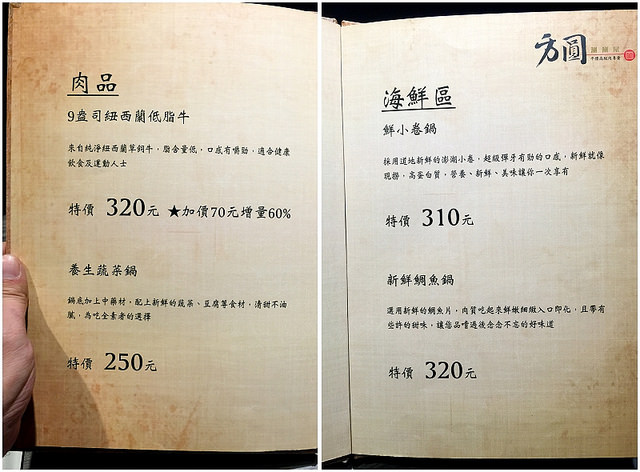 肉品
9盎司紐西蘭低脂牛
來自純淨紐西蘭草飼牛，脂含量低，口感有嚼勁，適合健康
飲食及運動人士
特價 320元 ★加價70元增量60%
養生蔬菜鍋
鍋底加上中藥材，配上新鮮的蔬菜、豆腐等食材，清甜不油
膩，為吃全素者的選擇
特價 250元
方圓
涮涮屋
海鮮區
鮮小卷鍋
採用道地新鮮的澎湖小卷，超級彈牙有勁的口感，新鮮就像
現撈，高蛋白質，營養、新鮮、美味讓你一次享有
特價 310元
新鮮鯛魚鍋
選用新鮮的鯛魚片，肉質吃起來鮮嫩細緻入口即化，且帶有
些許的甜味，讓您品嚐過後念念不忘的好味道
特價 320元